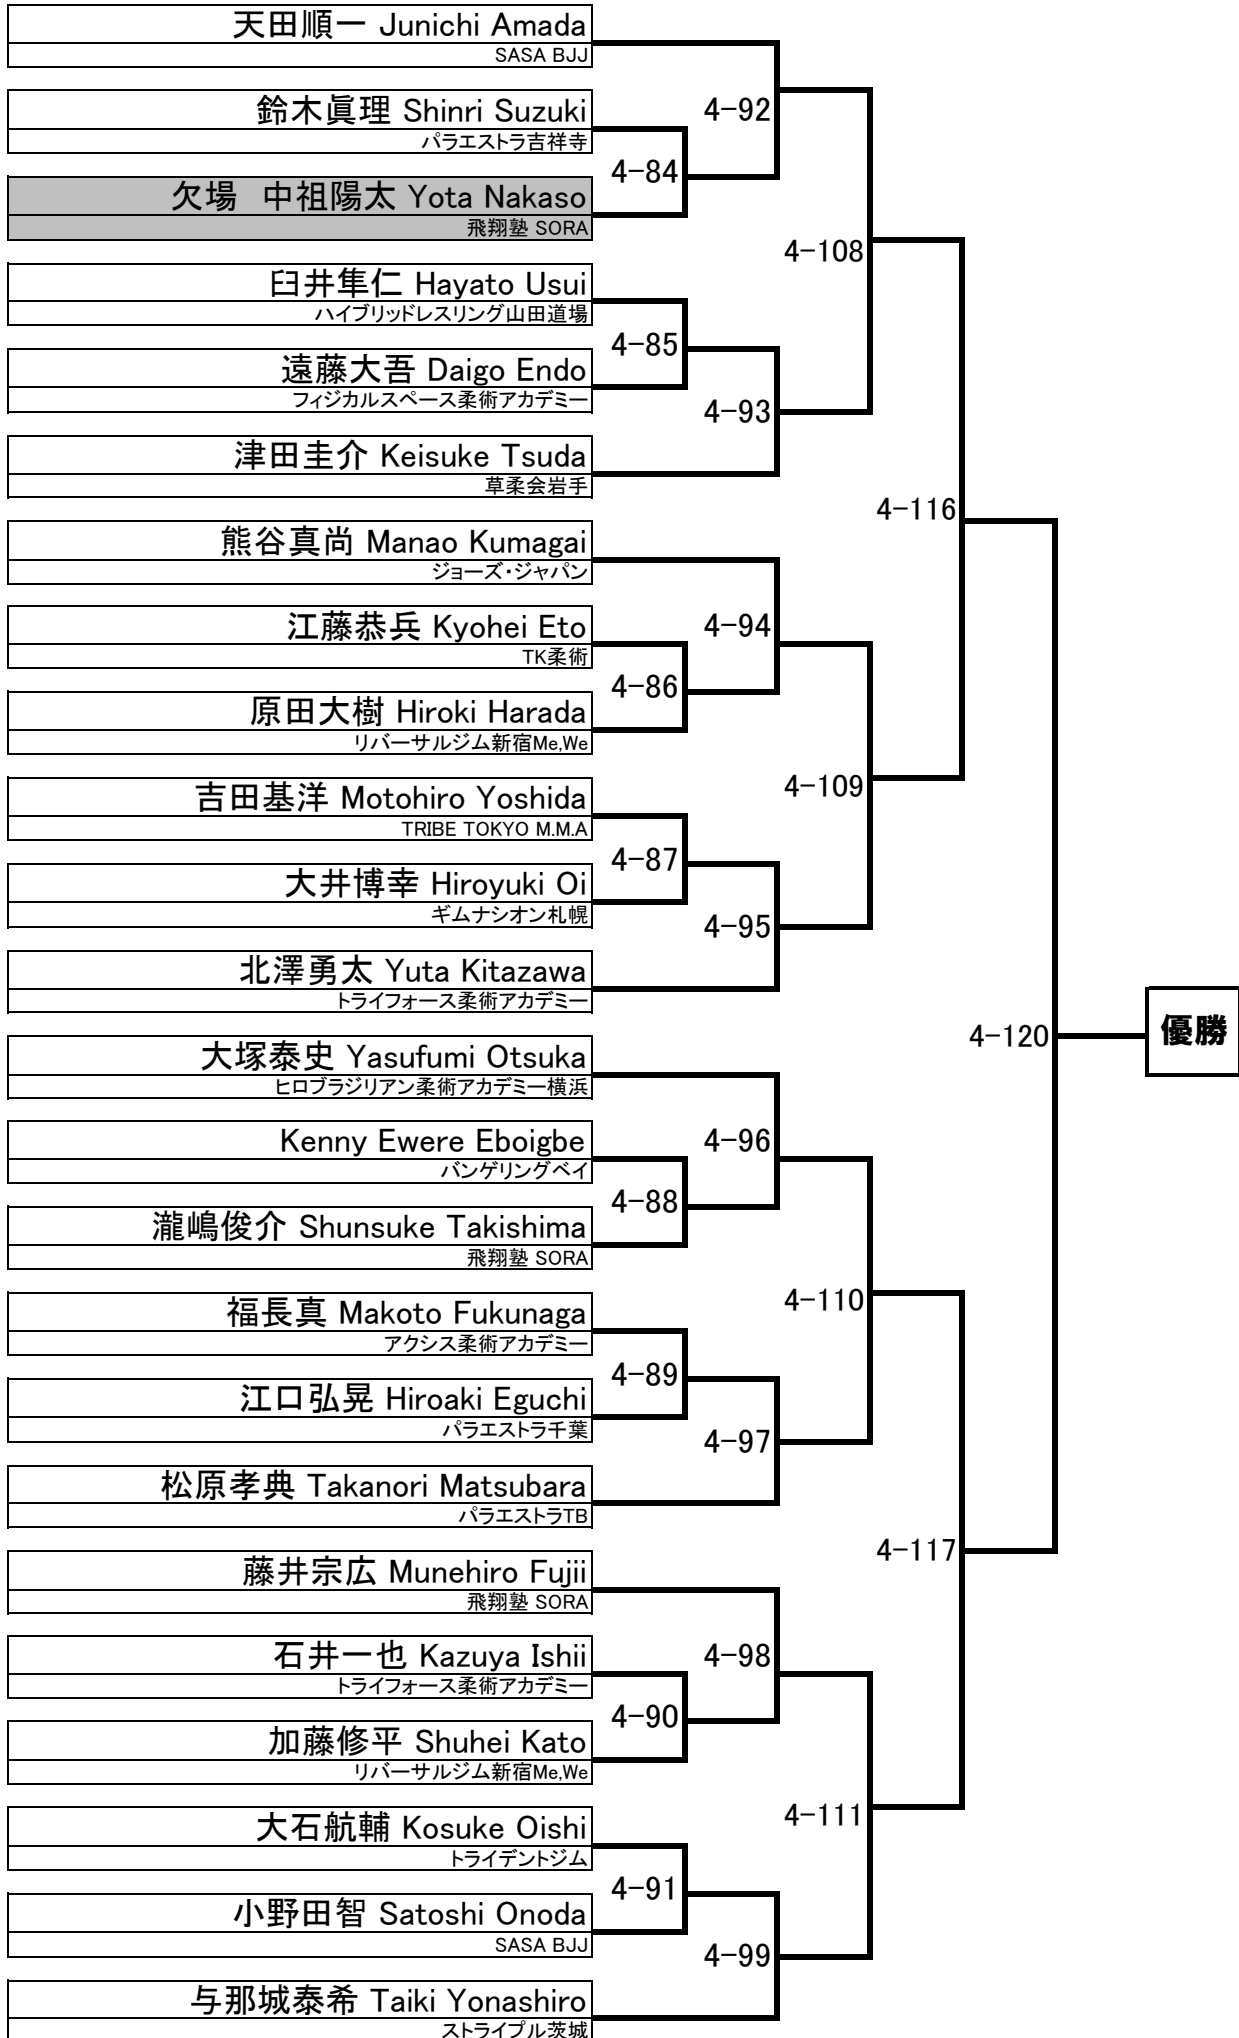 天田順一 Junichi Amada
SASA BJJ
鈴木眞理 Shinri Suzuki
パラエストラ吉祥寺
4-92
4-84
欠場　中祖陽太 Yota Nakaso
飛翔塾 SORA
4-108
臼井隼仁 Hayato Usui
ハイブリッドレスリング山田道場
4-85
遠藤大吾 Daigo Endo
フィジカルスペース柔術アカデミー
4-93
津田圭介 Keisuke Tsuda
草柔会岩手
4-116
熊谷真尚 Manao Kumagai
ジョーズ・ジャパン
江藤恭兵 Kyohei Eto
TK柔術
4-94
4-86
原田大樹 Hiroki Harada
リバーサルジム新宿Me,We
4-109
吉田基洋 Motohiro Yoshida
TRIBE TOKYO M.M.A
4-87
大井博幸 Hiroyuki Oi
ギムナシオン札幌
4-95
北澤勇太 Yuta Kitazawa
トライフォース柔術アカデミー
4-120
優勝
大塚泰史 Yasufumi Otsuka
ヒロブラジリアン柔術アカデミー横浜
Kenny Ewere Eboigbe
バンゲリングベイ
4-96
4-88
瀧嶋俊介 Shunsuke Takishima
飛翔塾 SORA
4-110
福長真 Makoto Fukunaga
アクシス柔術アカデミー
4-89
江口弘晃 Hiroaki Eguchi
パラエストラ千葉
4-97
松原孝典 Takanori Matsubara
パラエストラTB
4-117
藤井宗広 Munehiro Fujii
飛翔塾 SORA
石井一也 Kazuya Ishii
トライフォース柔術アカデミー
4-98
4-90
加藤修平 Shuhei Kato
リバーサルジム新宿Me,We
4-111
大石航輔 Kosuke Oishi
トライデントジム
4-91
小野田智 Satoshi Onoda
SASA BJJ
4-99
与那城泰希 Taiki Yonashiro
ストライプル茨城